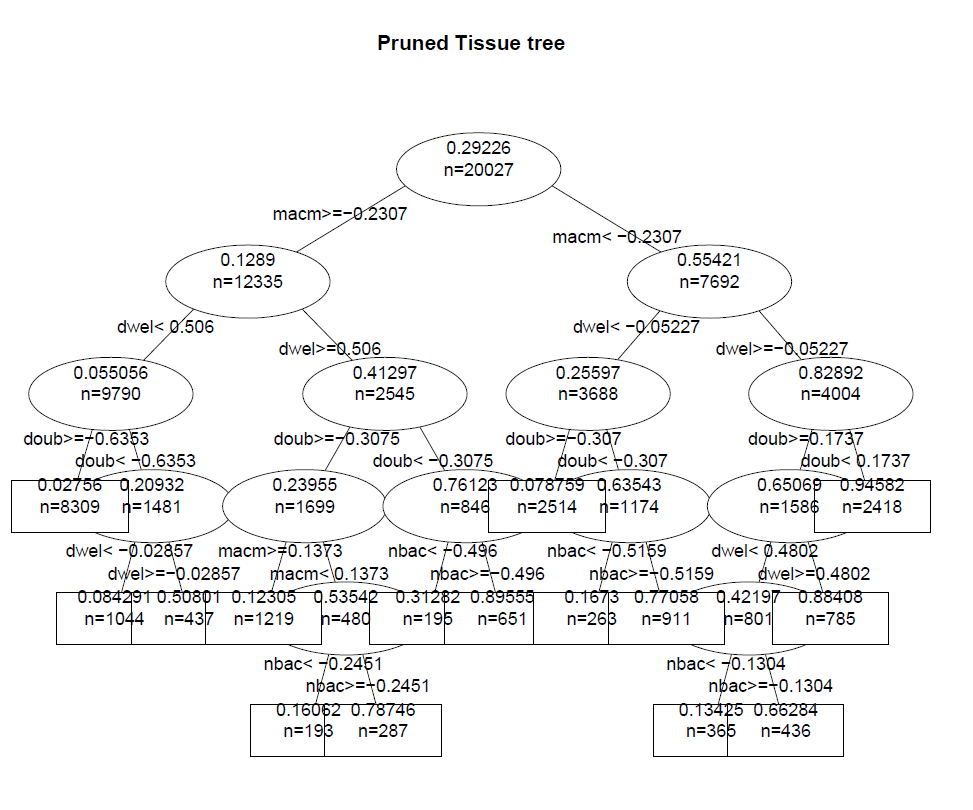 Pruned Tissue tree
0.29226
n=20027
macm>=−0.2307
macm< −0.2307
0.1289
n=12335
0.55421
n=7692
dwel< 0.506
dwel>=0.506
dwel< −0.05227
dwel>=−0.05227
0.055056
n=9790
0.41297
n=2545
0.25597
n=3688
0.82892
n=4004
doub>=−0.6353
doub< −0.6353
doub>=−0.3075
doub< −0.3075
doub>=−0.307
doub< −0.307
doub>=0.1737
doub< 0.1737
0.02756
n=8309
0.20932
n=1481
0.23955
n=1699
0.76123
n=846
0.078759
n=2514
0.63543
n=1174
0.65069
n=1586
0.94582
n=2418
dwel< −0.02857
dwel>=−0.02857
macm>=0.1373
macm< 0.1373
nbac< −0.496
nbac>=−0.496
nbac< −0.5159
nbac>=−0.5159
dwel< 0.4802
dwel>=0.4802
0.084291
n=1044
0.50801
n=437
0.12305
n=1219
0.53542
n=480
0.31282
n=195
0.89555
n=651
0.1673
n=263
0.77058
n=911
0.42197
n=801
0.88408
n=785
nbac< −0.2451
nbac>=−0.2451
nbac< −0.1304
nbac>=−0.1304
0.16062
n=193
0.78746
n=287
0.13425
n=365
0.66284
n=436